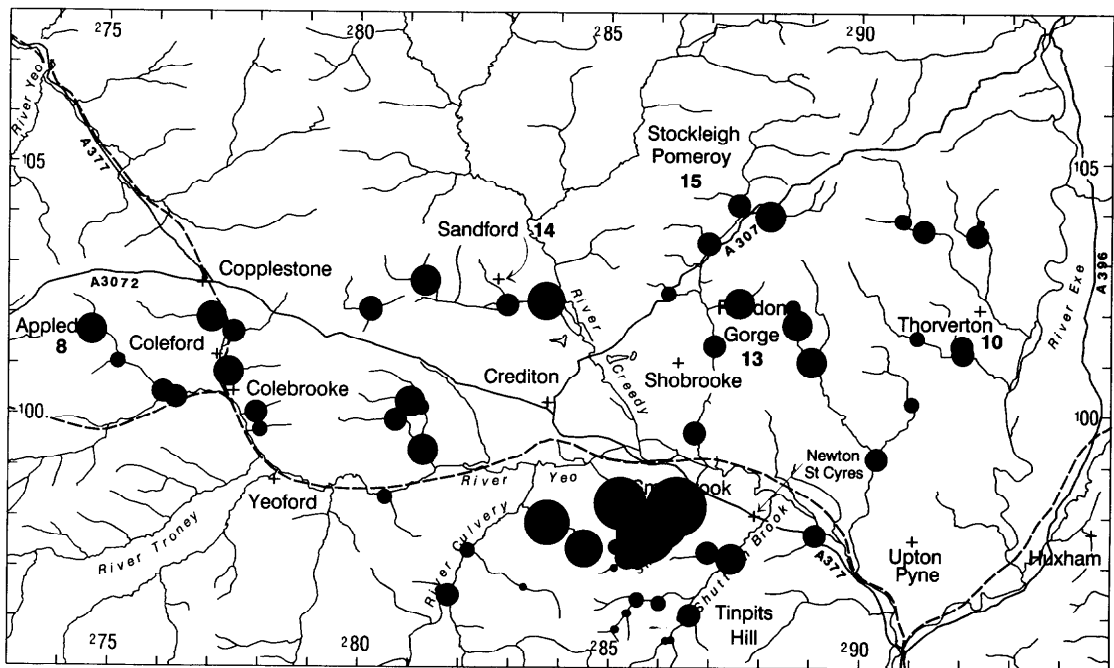 275
280
285
290
River Yeo
A377
105
105
Stockleigh
Pomeroy
15
Sandford 14
A307
A396
Copplestone
A3072
River
Creedy
River Exe
Appled
8
Coleford
Gorge
13
Thorverton
10
Crediton
Shobrooke
Colebrooke
100
100
Newton
St Cyres
Yeoford
River Yeo
River Culvery
River Troney
Brook
A377
Upton
Pyne
Huxham
Tinpits
Hill
275
280
285
290